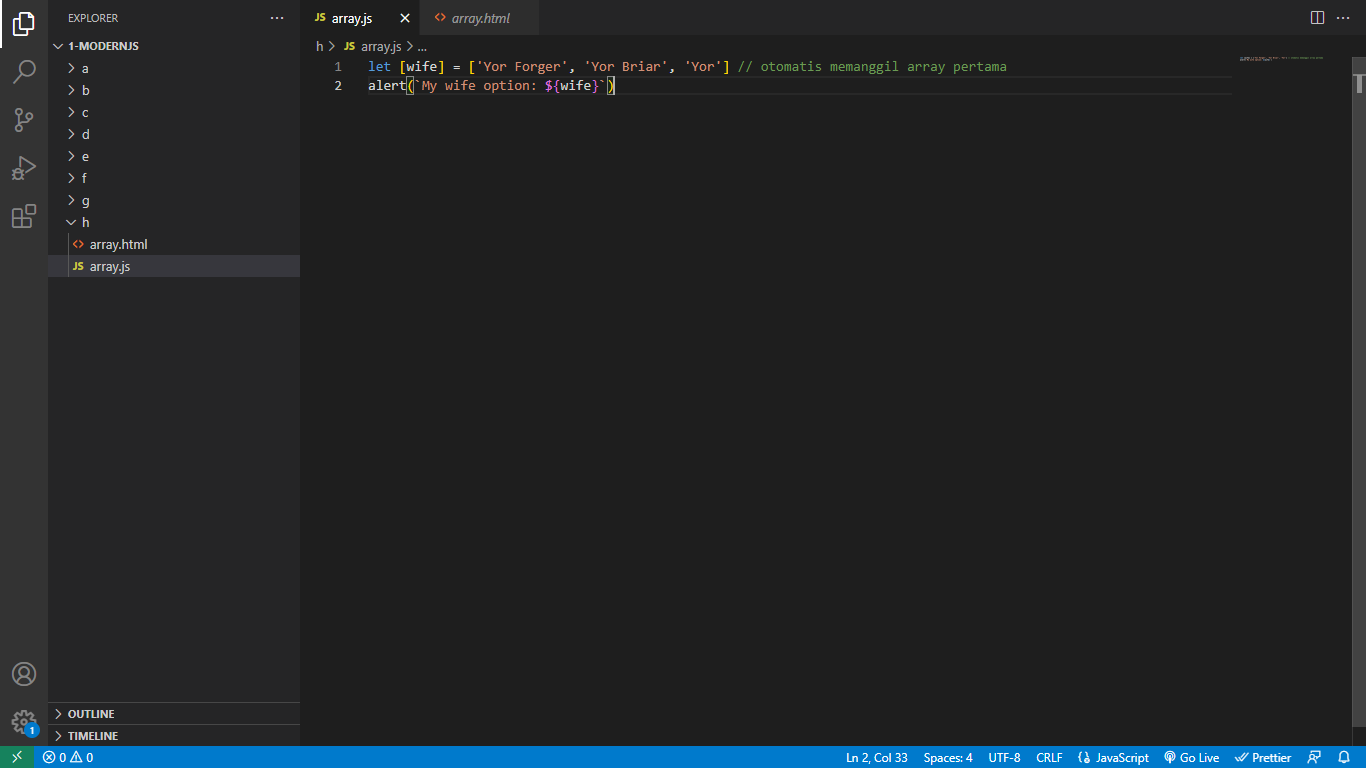 EXPLORER
1-MODERNJS
a
b
c
d
e
f
g
h
array.html
JS array.js
OUTLINE
TIMELINE
JS array.js
array.html
h > JS array.js > ...
1 let [wife] = ['Yor Forger', 'Yor Briar', 'Yor'] // otomatis memanggil array pertama
2 alert(`My wife option: ${wife}`)
1
0 0 Ln 2, Col 33 Spaces: 4 UTF-8 CRLF {} JavaScript Go Live Prettier